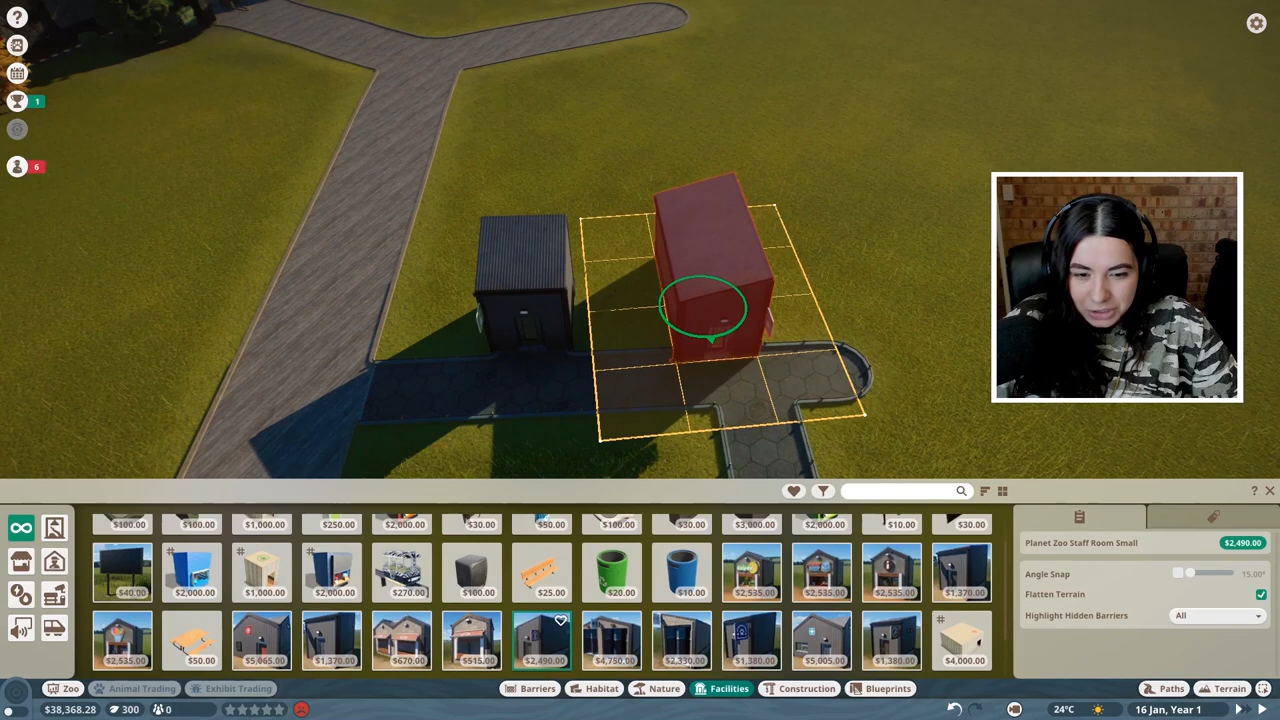 ?
1
6
? ×
$100.00 $100.00 $1,000.00 $250.00 $2,000.00 $30.00 $50.00 $100.00 $30.00 $3,000.00 $2,000.00 $10.00 $30.00
Planet Zoo Staff Room Small $2,490.00
# # #
$40.00 $2,000.00 $1,000.00 $2,000.00 $270.00 $100.00 $25.00 $20.00 $10.00 $2,535.00 $2,535.00 $2,535.00 $1,370.00
Angle Snap 15.00°
Flatten Terrain
Highlight Hidden Barriers All
#
$2,535.00 $50.00 $5,065.00 $1,370.00 $670.00 $515.00 $2,490.00 $4,750.00 $2,330.00 $1,380.00 $5,005.00 $1,380.00 $4,000.00
Zoo Animal Trading Exhibit Trading Barriers Habitat Nature Facilities Construction Blueprints Paths Terrain
$38,368.28 300 0 24°C 16 Jan, Year 1